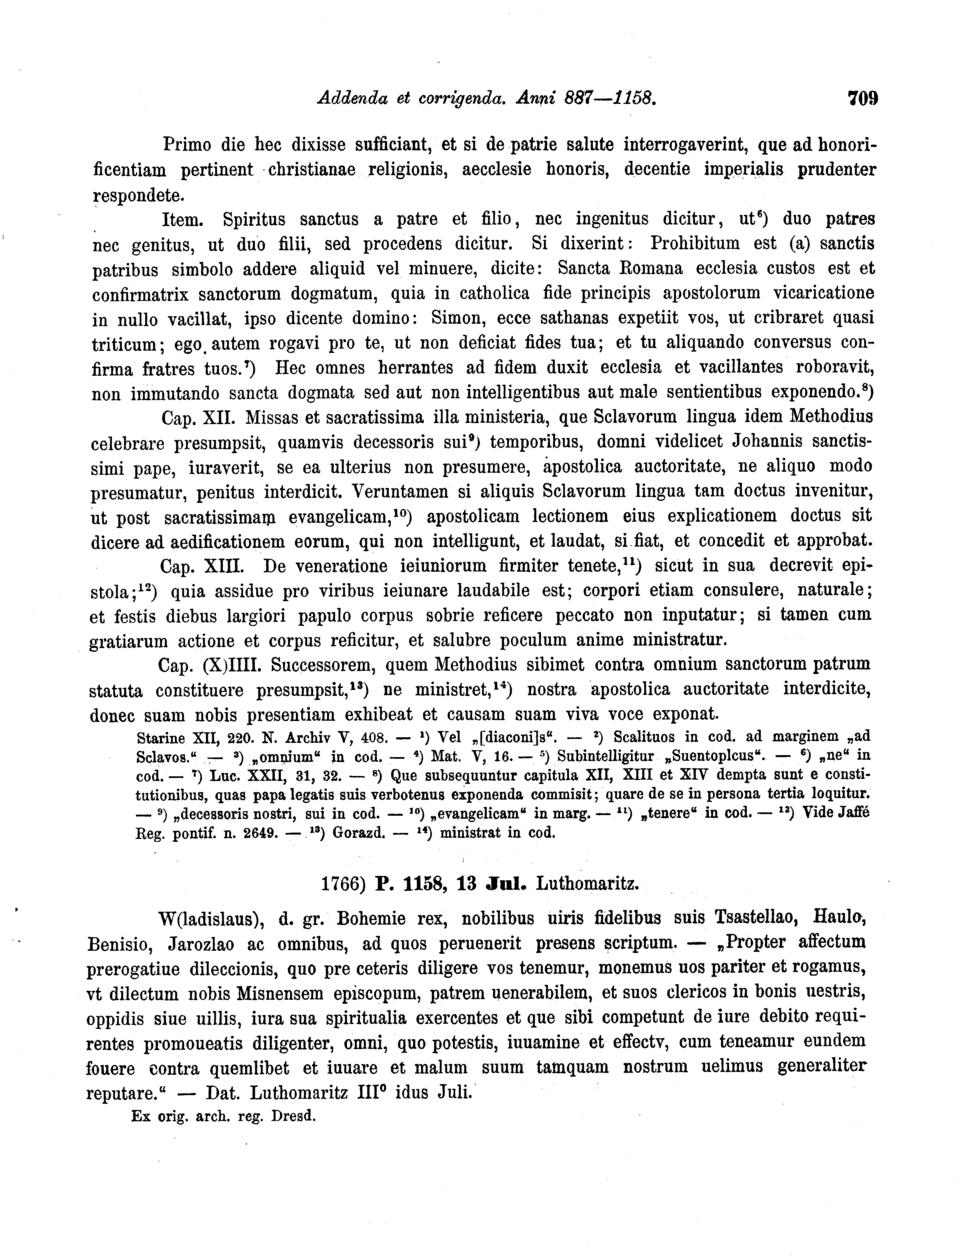 Addenda et corrigenda. Anni 887—1158. 709
Primo die hec dixisse sufficiant, et si de patrie salute interrogaverint, que ad honori-
ficentiam pertinent christianae religionis, aecclesie honoris, decentie imperialis prudenter
respondete.
Item. Spiritus sanctus a patre et filio, nec ingenitus dicitur, ut⁶) duo patres
nec genitus, ut duo filii, sed procedens dicitur. Si dixerint: Prohibitum est (a) sanctis
patribus simbolo addere aliquid vel minuere, dicite: Sancta Romana ecclesia custos est et
confirmatrix sanctorum dogmatum, quia in catholica fide principis apostolorum vicaricatione
in nullo vacillat, ipso dicente domino: Simon, ecce sathanas expetiit vos, ut cribraret quasi
triticum; ego autem rogavi pro te, ut non deficiat fides tua; et tu aliquando conversus con-
firma fratres tuos.⁷) Hec omnes herrantes ad fidem duxit ecclesia et vacillantes roboravit,
non immutando sancta dogmata sed aut non intelligentibus aut male sentientibus exponendo.⁸)
Cap. XII. Missas et sacratissima illa ministeria, que Sclavorum lingua idem Methodius
celebrare presumpsit, quamvis decessoris sui⁹) temporibus, domni videlicet Johannis sanctis-
simi pape, iuraverit, se ea ulterius non presumere, apostolica auctoritate, ne aliquo modo
presumatur, penitus interdicit. Veruntamen si aliquis Sclavorum lingua tam doctus invenitur,
ut post sacratissimam evangelicam,¹⁰) apostolicam lectionem eius explicationem doctus sit
dicere ad aedificationem eorum, qui non intelligunt, et laudat, si fiat, et concedit et approbat.
Cap. XIII. De veneratione ieiuniorum firmiter tenete,¹¹) sicut in sua decrevit epi-
stola;¹²) quia assidue pro viribus ieiunare laudabile est; corpori etiam consulere, naturale;
et festis diebus largiori papulo corpus sobrie reficere peccato non inputatur; si tamen cum
gratiarum actione et corpus reficitur, et salubre poculum anime ministratur.
Cap. (X)IIII. Successorem, quem Methodius sibimet contra omnium sanctorum patrum
statuta constituere presumpsit,¹³) ne ministret,¹⁴) nostra apostolica auctoritate interdicite,
donec suam nobis presentiam exhibeat et causam suam viva voce exponat.
Starine XII, 220. N. Archiv V, 408. — ¹) Vel „[diaconi]s“. — ²) Scalituos in cod. ad marginem „ad
Sclavos.“ — ³) „omnium“ in cod. — ⁴) Mat. V, 16. — ⁵) Subintelligitur „Suentoplcus“. — ⁶) „ne“ in
cod. — ⁷) Luc. XXII, 31, 32. — ⁸) Que subsequuntur capitula XII, XIII et XIV dempta sunt e consti-
tutionibus, quas papa legatis suis verbotenus exponenda commisit; quare de se in persona tertia loquitur.
— ⁹) „decessoris nostri, sui in cod. — ¹⁰) „evangelicam“ in marg. — ¹¹) „tenere“ in cod. — ¹²) Vide Jaffé
Reg. pontif. n. 2649. — ¹³) Gorazd. — ¹⁴) ministrat in cod.
1766) P. 1158, 13 Jul. Luthomaritz.
W(ladislaus), d. gr. Bohemie rex, nobilibus uiris fidelibus suis Tsastellao, Haulo,
Benisio, Jarozlao ac omnibus, ad quos peruenerit presens scriptum. — „Propter affectum
prerogatiue dileccionis, quo pre ceteris diligere vos tenemur, monemus uos pariter et rogamus,
vt dilectum nobis Misnensem episcopum, patrem uenerabilem, et suos clericos in bonis uestris,
oppidis siue uillis, iura sua spiritualia exercentes et que sibi competunt de iure debito requi-
rentes promoueatis diligenter, omni, quo potestis, iuuamine et effectv, cum teneamur eundem
fouere contra quemlibet et iuuare et malum suum tamquam nostrum uelimus generaliter
reputare.“ — Dat. Luthomaritz III⁰ idus Juli.
Ex orig. arch. reg. Dresd.